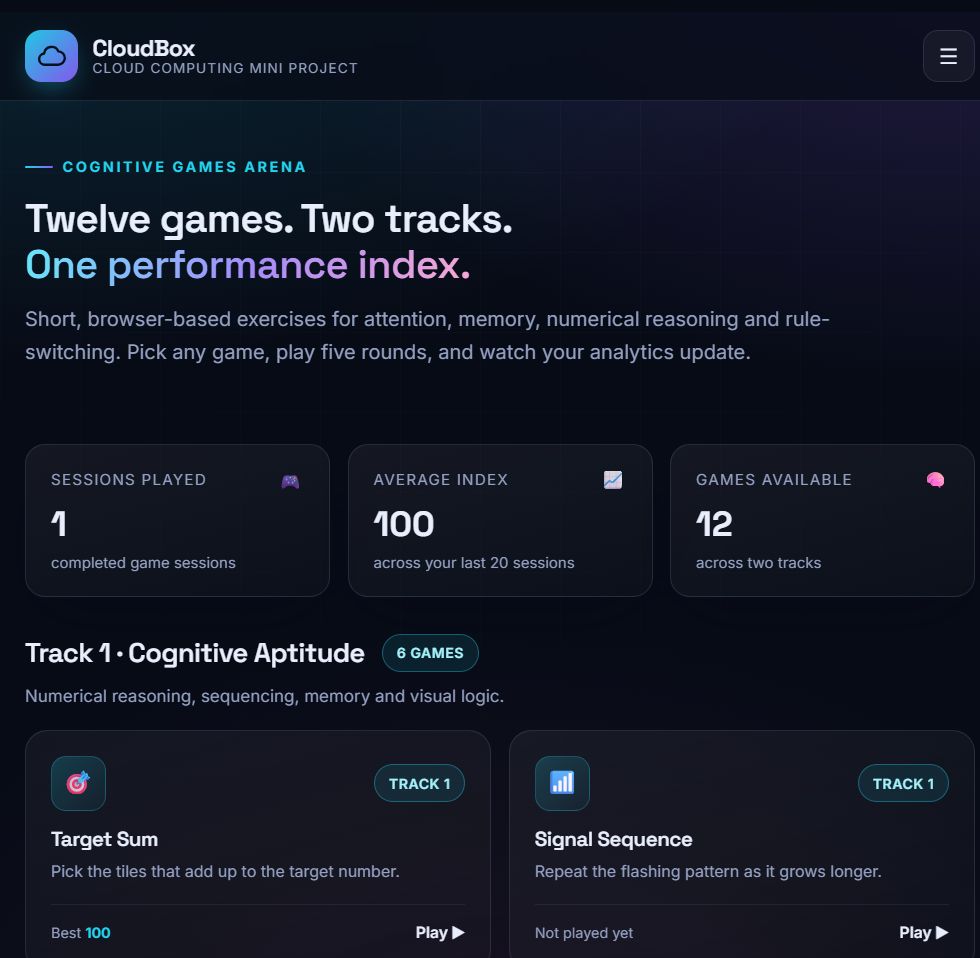 CloudBox
CLOUD COMPUTING MINI PROJECT
COGNITIVE GAMES ARENA
Twelve games. Two tracks.
One performance index.
Short, browser-based exercises for attention, memory, numerical reasoning and rule-
switching. Pick any game, play five rounds, and watch your analytics update.
SESSIONS PLAYED
1
completed game sessions
AVERAGE INDEX
100
across your last 20 sessions
GAMES AVAILABLE
12
across two tracks
Track 1 · Cognitive Aptitude
6 GAMES
Numerical reasoning, sequencing, memory and visual logic.
TRACK 1
Target Sum
Pick the tiles that add up to the target number.
Best 100
Play ▶
TRACK 1
Signal Sequence
Repeat the flashing pattern as it grows longer.
Not played yet
Play ▶